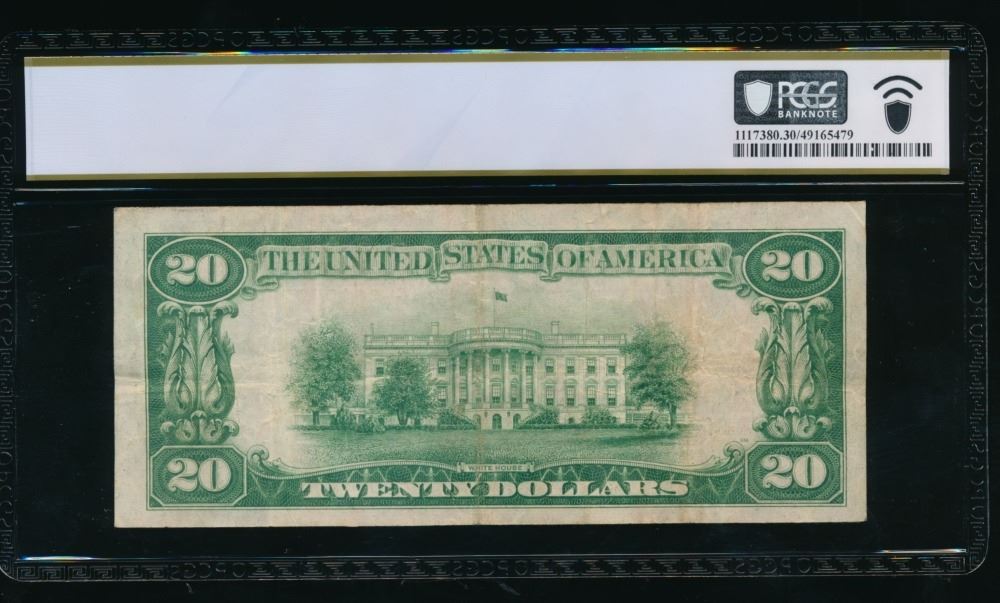 PCGS
BANKNOTE
1117380.30/49165479
20 THE UNITED STATES OF AMERICA 20
WHITE HOUSE
20 TWENTY DOLLARS 20